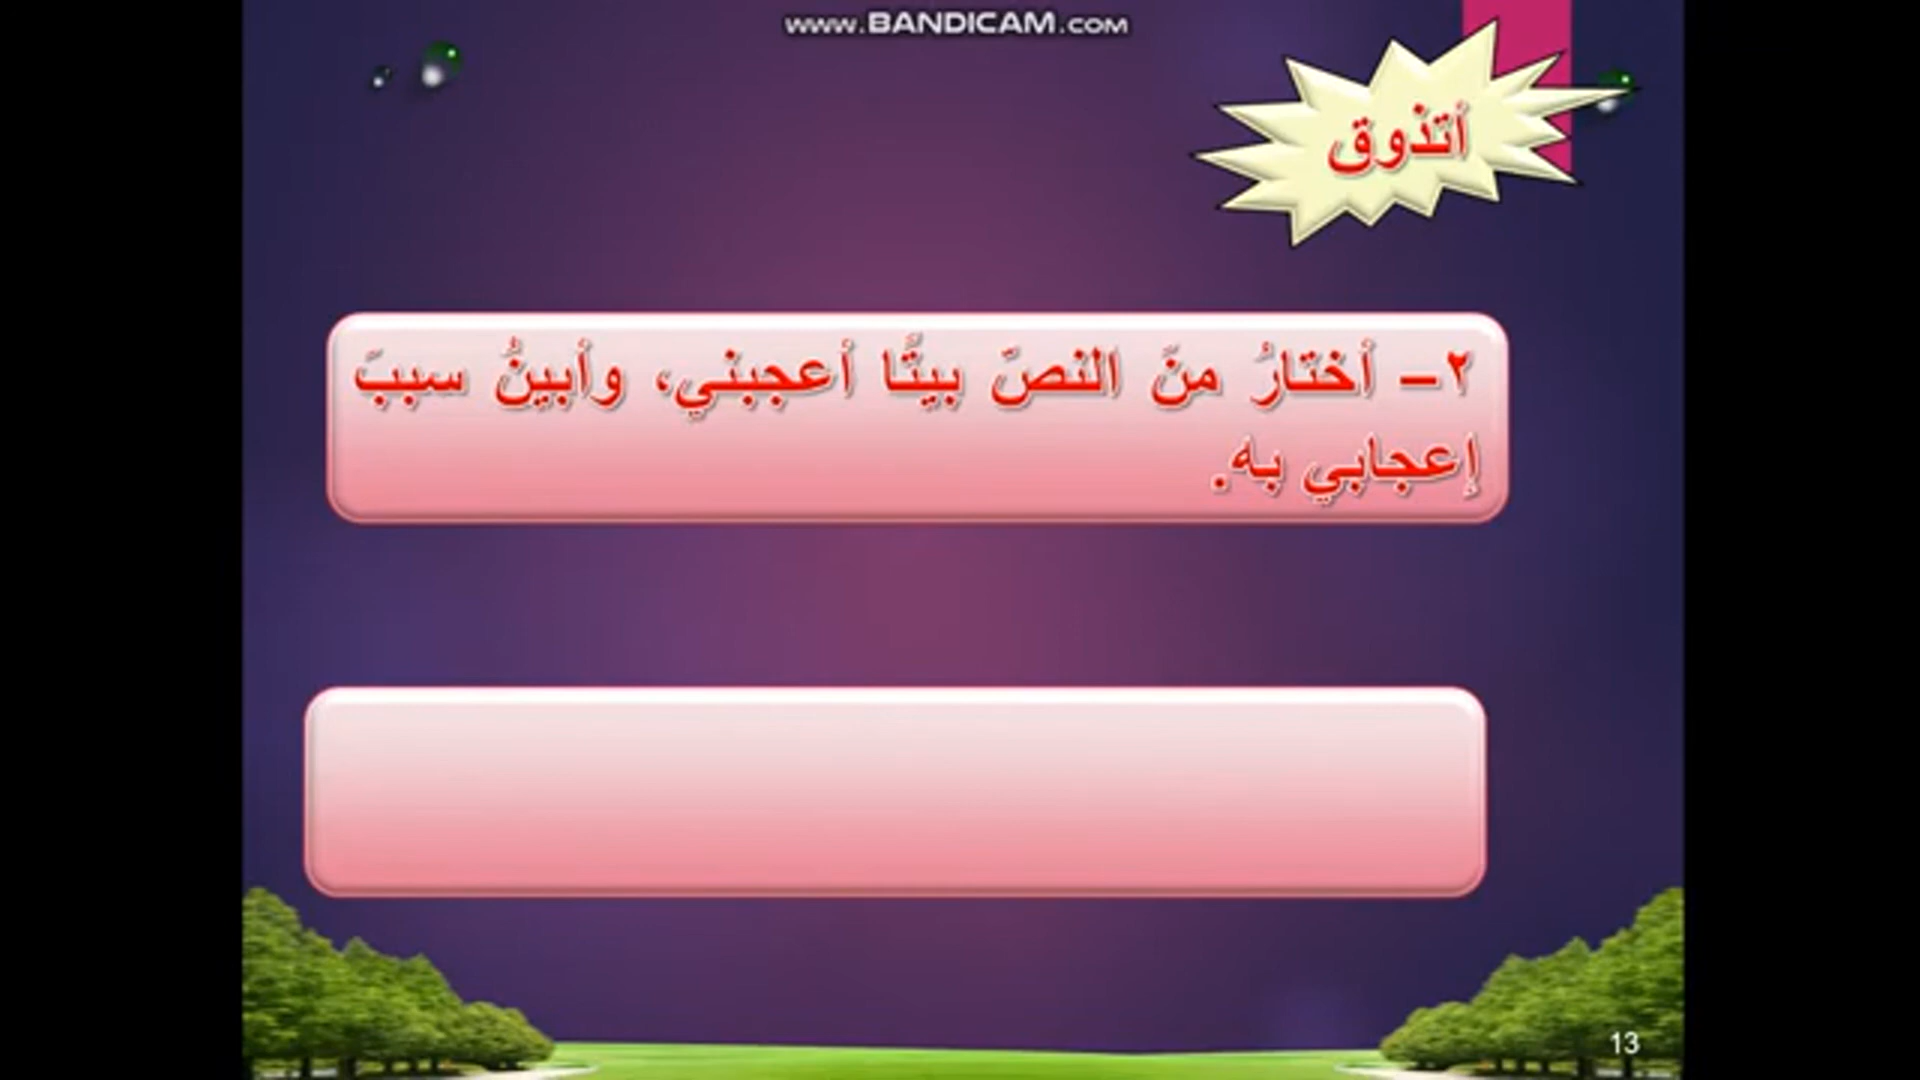 www.BANDICAM.COM
أتذوق
٢- أختارُ منَ النصّ بيتًا أعجبني، وأبينُ سببَ
إعجابي به.
13